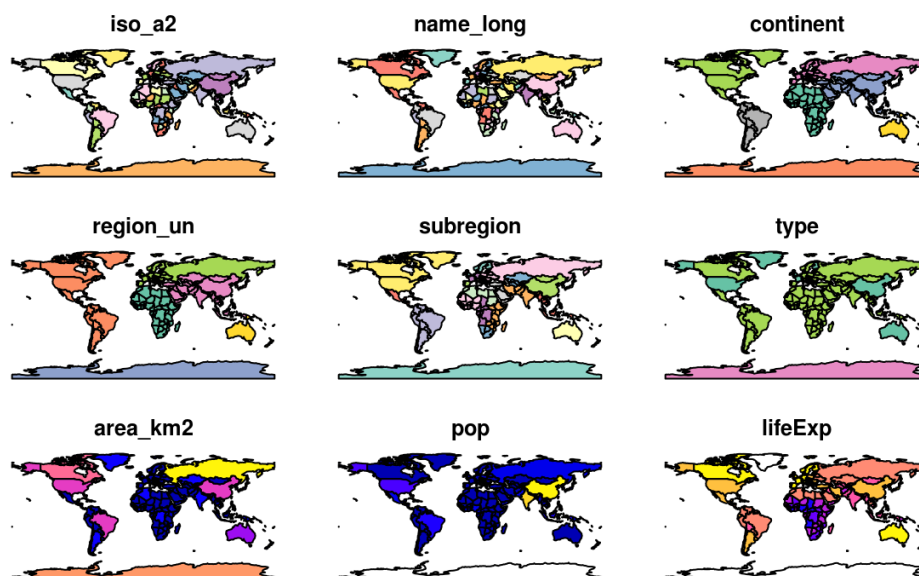 iso_a2
name_long
continent
region_un
subregion
type
area_km2
pop
lifeExp